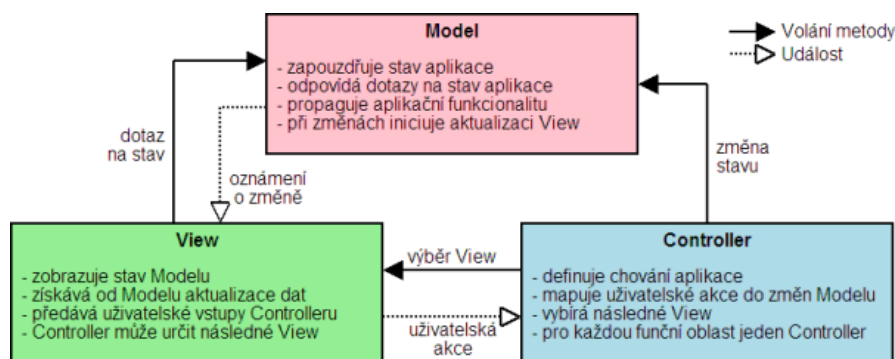 Model
- zapouzdřuje stav aplikace
- odpovídá dotazy na stav aplikace
- propaguje aplikační funkcionalitu
- při změnách iniciuje aktualizaci View
Volání metody
Událost
dotaz
na stav
oznámení
o změně
změna
stavu
View
- zobrazuje stav Modelu
- získává od Modelu aktualizace dat
- předává uživatelské vstupy Controlleru
- Controller může určit následné View
výběr View
uživatelská
akce
Controller
- definuje chování aplikace
- mapuje uživatelské akce do změn Modelu
- vybírá následné View
- pro každou funční oblast jeden Controller